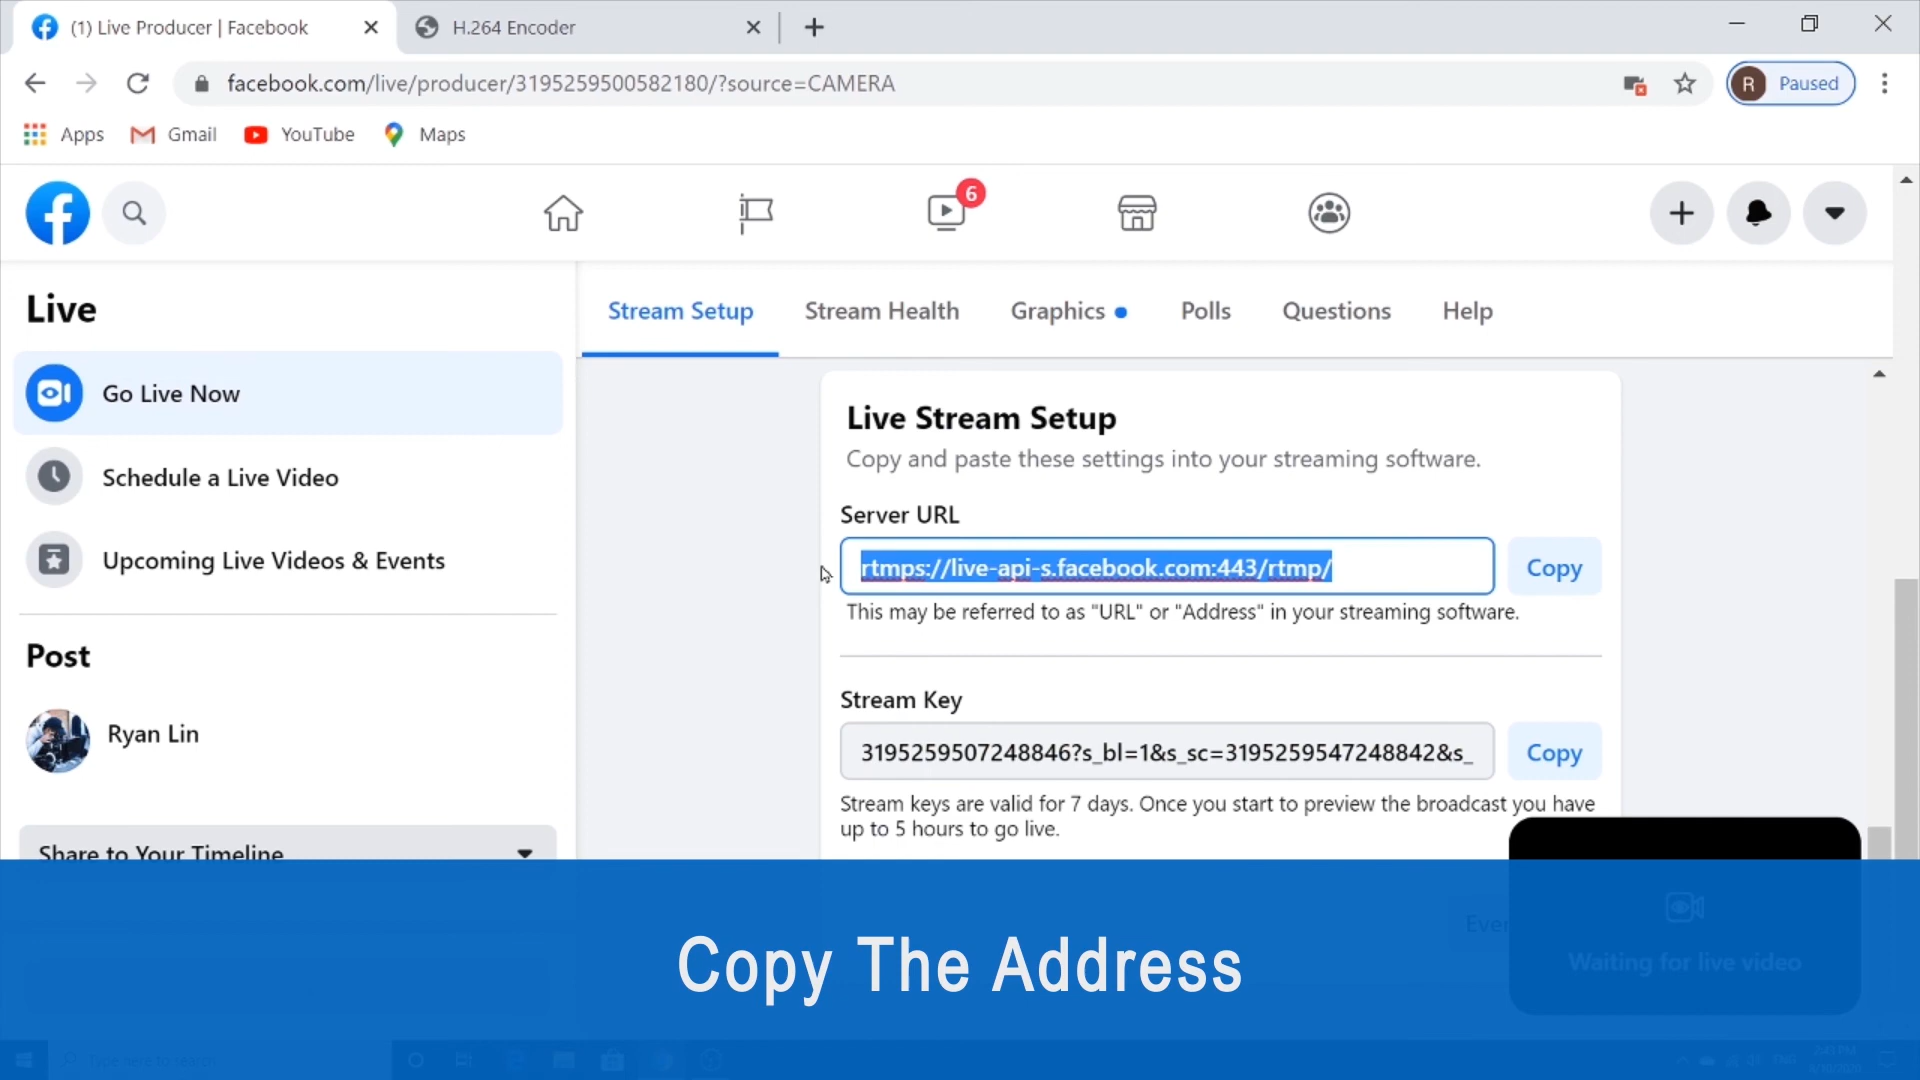 (1) Live Producer | Facebook
H.264 Encoder
facebook.com/live/producer/3195259500582180/?source=CAMERA
R
Paused
Apps
Gmail
YouTube
Maps
6
Live
Stream Setup
Stream Health
Graphics
Polls
Questions
Help
Go Live Now
Schedule a Live Video
Upcoming Live Videos & Events
Post
Ryan Lin
Share to Your Timeline
Live Stream Setup
Copy and paste these settings into your streaming software.
Server URL
rtmps://live-api-s.facebook.com:443/rtmp/
Copy
This may be referred to as "URL" or "Address" in your streaming software.
Stream Key
3195259507248846?s_bl=1&s_sc=3195259547248842&s_
Copy
Stream keys are valid for 7 days. Once you start to preview the broadcast you have
up to 5 hours to go live.
Waiting for live video
Copy The Address
Type here to search
ENG